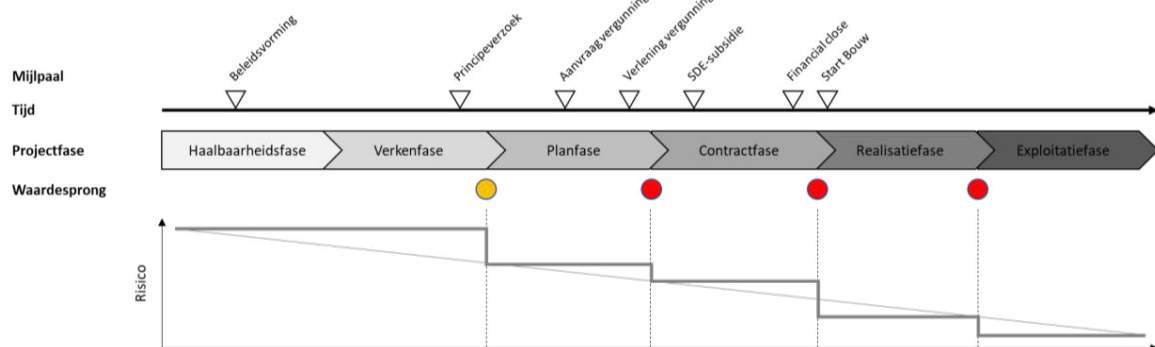 Beleidsvorming
Principeverzoek
Aanvraag vergunning
Verlening vergunning
SDE-subsidie
Financial close
Start Bouw
Mijlpaal
Tijd
Projectfase
Haalbaarheidsfase
Verkenfase
Planfase
Contractfase
Realisatiefase
Exploitatiefase
Waardesprong
Risico